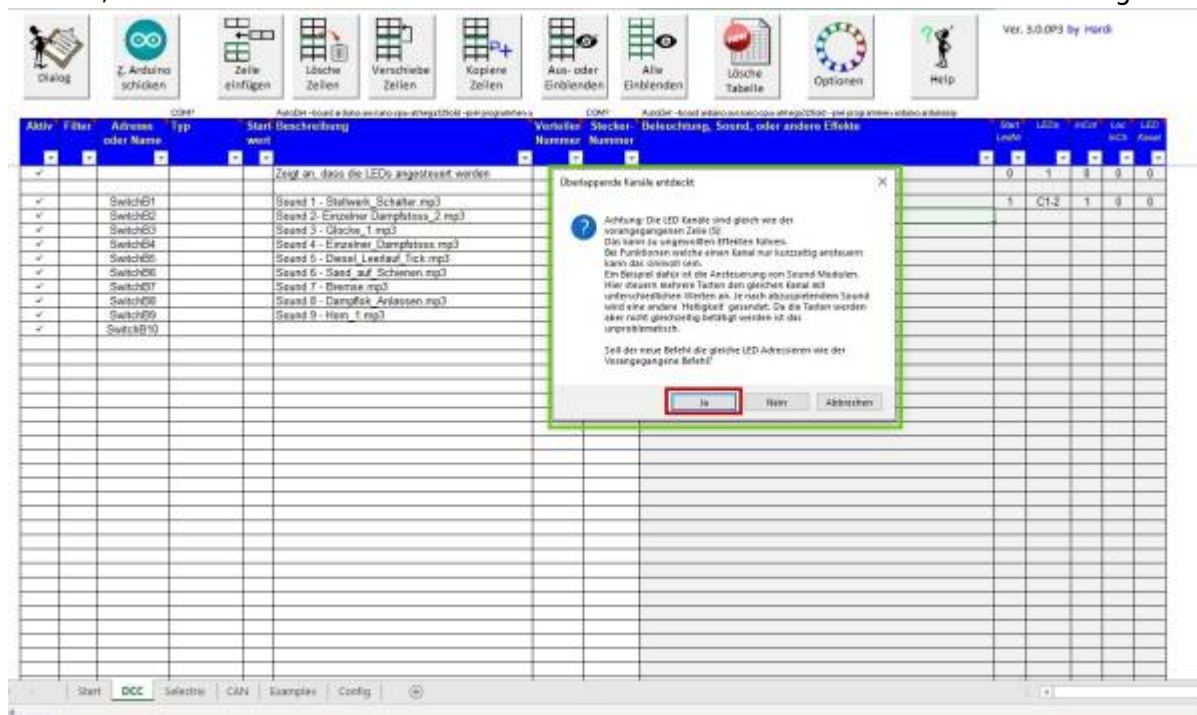 Ver. 3.0.0P3 by Hardi
Dialog
Z. Arduino
schicken
Zeile
einfügen
Lösche
Zeilen
Verschiebe
Zeilen
Kopiere
Zeilen
Aus- oder
Einblenden
Alle
Einblenden
Lösche
Tabelle
Optionen
Help
Aktiv Filter Adresse oder Name Typ Start wert Beschreibung Verteiler Nummer Stecker Nummer Beleuchtung, Sound, oder andere Effekte Start LedNr LEDs InCnt Loc InCh LED Kanal
✓ Zeigt an, dass die LEDs angesteuert werden 0 1 0 0 0
✓ SwitchB1 Sound 1 - Stellwerk_Schalter.mp3 1 C1-2 1 0 0
✓ SwitchB2 Sound 2- Einzelner Dampfstoss_2.mp3
✓ SwitchB3 Sound 3 - Glocke_1.mp3
✓ SwitchB4 Sound 4 - Einzelner_Dampfstoss.mp3
✓ SwitchB5 Sound 5 - Diesel_Leerlauf_Tick.mp3
✓ SwitchB6 Sound 6 - Sand_auf_Schienen.mp3
✓ SwitchB7 Sound 7 - Bremse.mp3
✓ SwitchB8 Sound 8 - Dampflok_Anlassen.mp3
✓ SwitchB9 Sound 9 - Horn_1.mp3
✓ SwitchB10
Überlappende Kanäle entdeckt
Achtung: Die LED Kanäle sind gleich wie der
vorangegangenen Zeile (5)!
Das kann zu ungewollten Effekten führen.
Bei Funktionen welche einen Kanal nur kurzzeitig ansteuern
kann das sinnvoll sein.
Ein Beispiel dafür ist die Ansteuerung von Sound Modulen.
Hier steuern mehrere Tasten den gleichen Kanal mit
unterschiedlichen Werten an. Je nach abzuspielendem Sound
wird eine andere 'Helligkeit' gesendet. Da die Tasten werden
aber nicht gleichzeitig betätigt werden ist das
unproblematisch.
Soll der neue Befehl die gleiche LED Adressieren wie der
Vorangegangene Befehl?
Ja Nein Abbrechen
Start DCC Selectrix CAN Examples Config